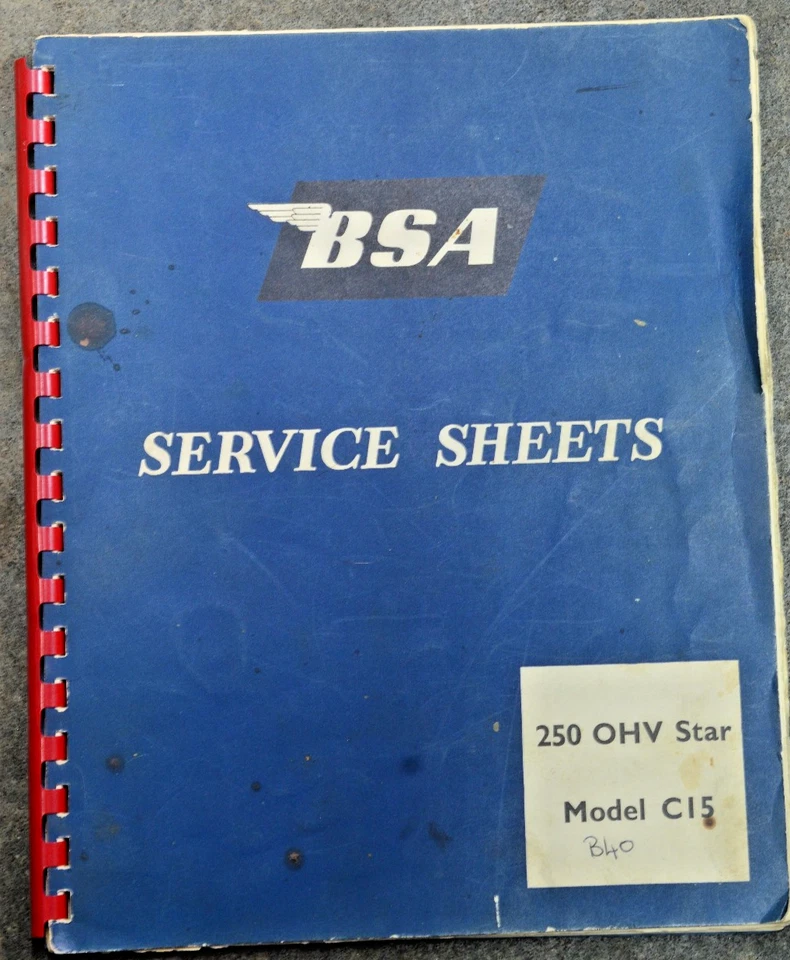 BSA
SERVICE SHEETS
250 OHV Star
Model C15
B40